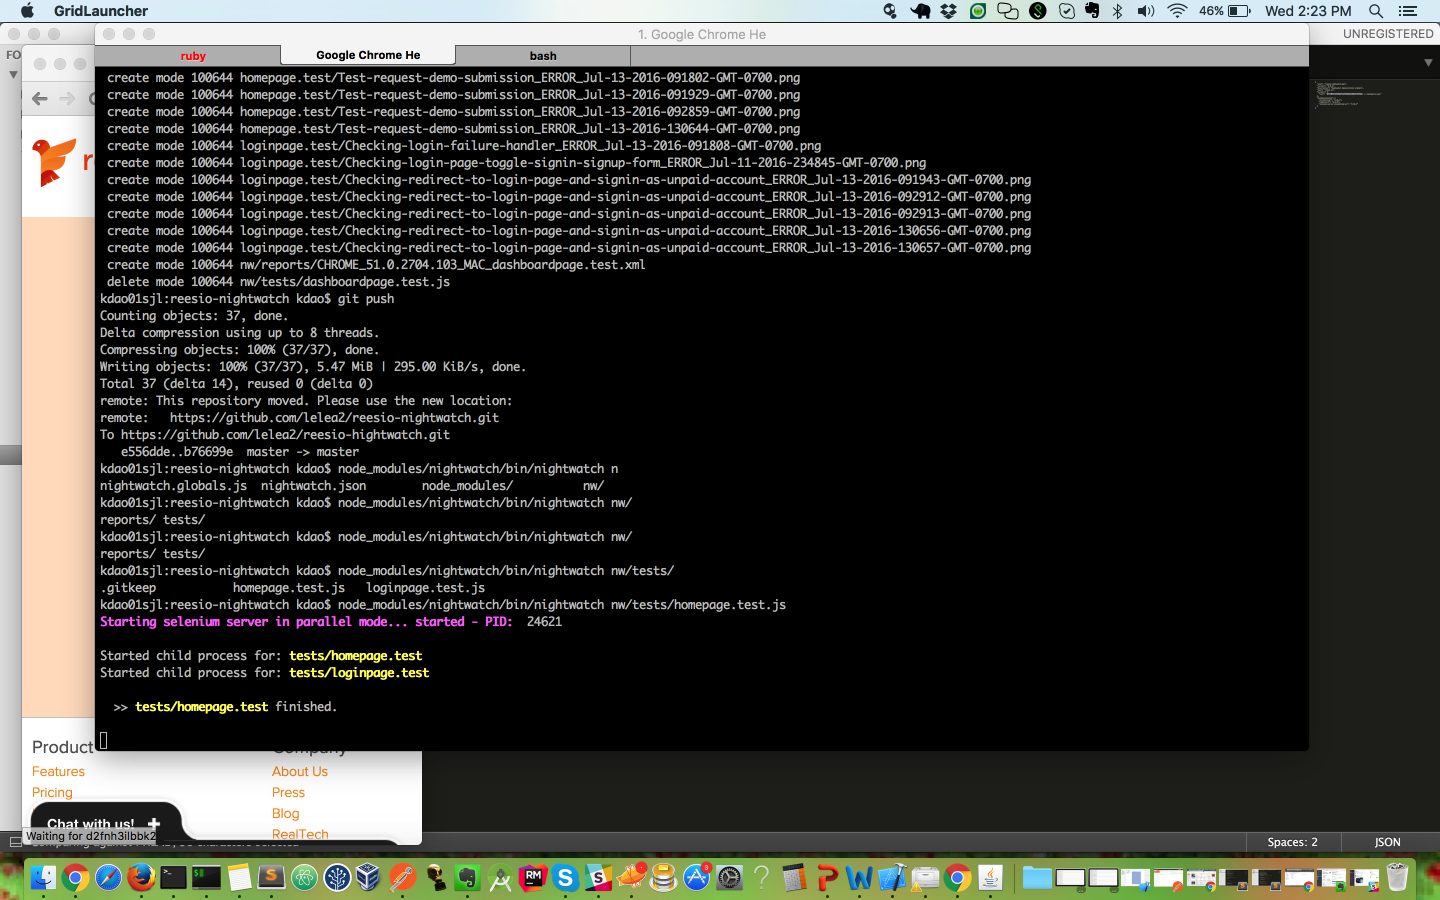 GridLauncher
46%
Wed 2:23 PM
1. Google Chrome He
UNREGISTERED
FO
ruby
Google Chrome He
bash
create mode 100644 homepage.test/Test-request-demo-submission_ERROR_Jul-13-2016-091802-GMT-0700.png
create mode 100644 homepage.test/Test-request-demo-submission_ERROR_Jul-13-2016-091929-GMT-0700.png
create mode 100644 homepage.test/Test-request-demo-submission_ERROR_Jul-13-2016-092859-GMT-0700.png
create mode 100644 homepage.test/Test-request-demo-submission_ERROR_Jul-13-2016-130644-GMT-0700.png
create mode 100644 loginpage.test/Checking-login-failure-handler_ERROR_Jul-13-2016-091808-GMT-0700.png
create mode 100644 loginpage.test/Checking-login-page-toggle-signin-signup-form_ERROR_Jul-11-2016-234845-GMT-0700.png
create mode 100644 loginpage.test/Checking-redirect-to-login-page-and-signin-as-unpaid-account_ERROR_Jul-13-2016-091943-GMT-0700.png
create mode 100644 loginpage.test/Checking-redirect-to-login-page-and-signin-as-unpaid-account_ERROR_Jul-13-2016-092912-GMT-0700.png
create mode 100644 loginpage.test/Checking-redirect-to-login-page-and-signin-as-unpaid-account_ERROR_Jul-13-2016-092913-GMT-0700.png
create mode 100644 loginpage.test/Checking-redirect-to-login-page-and-signin-as-unpaid-account_ERROR_Jul-13-2016-130656-GMT-0700.png
create mode 100644 loginpage.test/Checking-redirect-to-login-page-and-signin-as-unpaid-account_ERROR_Jul-13-2016-130657-GMT-0700.png
create mode 100644 nw/reports/CHROME_51.0.2704.103_MAC_dashboardpage.test.xml
delete mode 100644 nw/tests/dashboardpage.test.js
kdao01sjl:reesio-nightwatch kdao$ git push
Counting objects: 37, done.
Delta compression using up to 8 threads.
Compressing objects: 100% (37/37), done.
Writing objects: 100% (37/37), 5.47 MiB | 295.00 KiB/s, done.
Total 37 (delta 14), reused 0 (delta 0)
remote: This repository moved. Please use the new location:
remote:   https://github.com/lelea2/reesio-nightwatch.git
To https://github.com/lelea2/reesio-hightwatch.git
e556dde..b76699e  master -> master
kdao01sjl:reesio-nightwatch kdao$ node_modules/nightwatch/bin/nightwatch n
nightwatch.globals.js  nightwatch.json        node_modules/          nw/
kdao01sjl:reesio-nightwatch kdao$ node_modules/nightwatch/bin/nightwatch nw/
reports/ tests/
kdao01sjl:reesio-nightwatch kdao$ node_modules/nightwatch/bin/nightwatch nw/
reports/ tests/
kdao01sjl:reesio-nightwatch kdao$ node_modules/nightwatch/bin/nightwatch nw/tests/
.gitkeep           homepage.test.js   loginpage.test.js
kdao01sjl:reesio-nightwatch kdao$ node_modules/nightwatch/bin/nightwatch nw/tests/homepage.test.js
Starting selenium server in parallel mode... started - PID:  24621
Started child process for: tests/homepage.test
Started child process for: tests/loginpage.test
>> tests/homepage.test finished.
Product
Company
Features
About Us
Pricing
Press
Blog
Chat with us!
RealTech
Waiting for d2fnh3ilbbk2
Spaces: 2
JSON